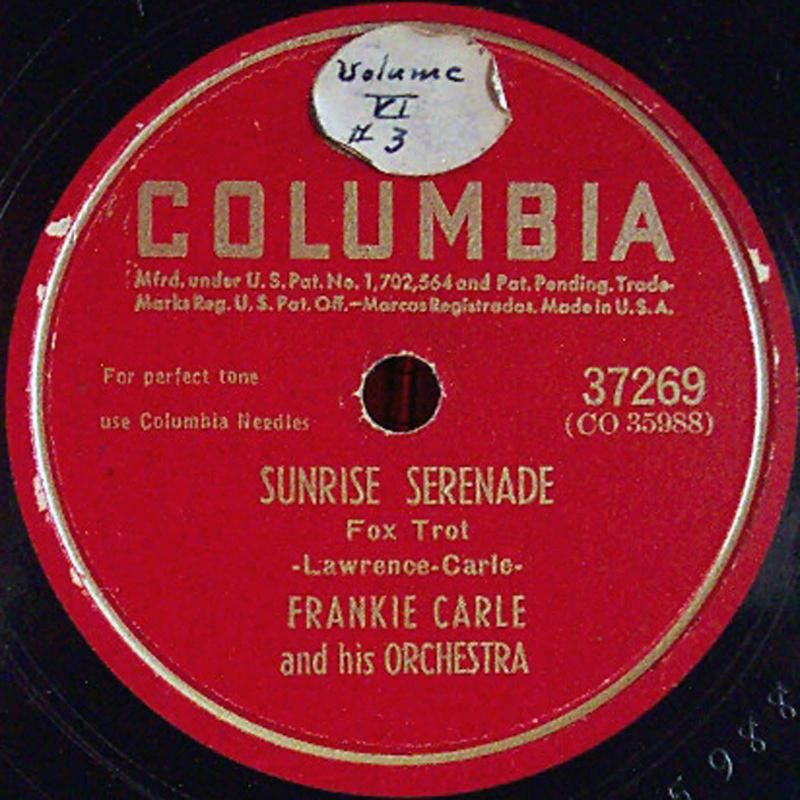 Volume
VI
# 3
COLUMBIA
Mfrd. under U.S. Pat. No. 1,702,564 and Pat. Pending. Trade-
Marks Reg. U.S. Pat. Off.—Marcas Registradas. Made in U.S.A.
For perfect tone
use Columbia Needles
37269
(CO 35988)
SUNRISE SERENADE
Fox Trot
-Lawrence-Carle-
FRANKIE CARLE
and his ORCHESTRA
5988